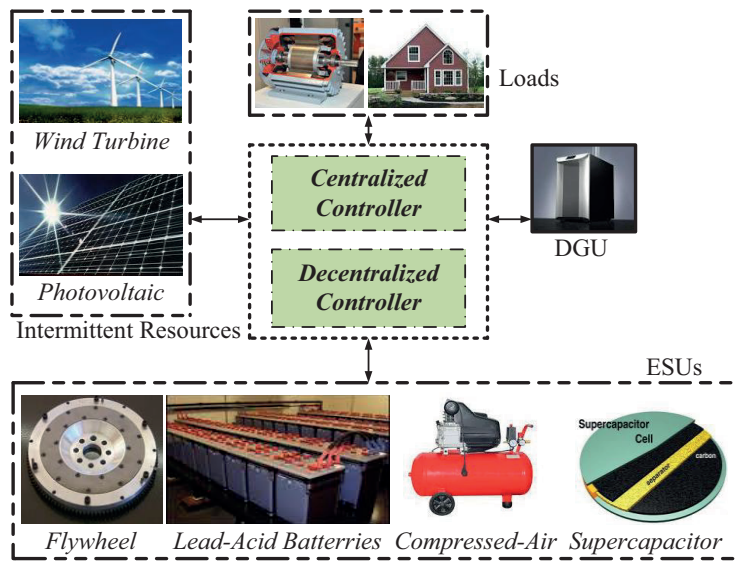 Wind Turbine
Photovoltaic
Intermittent Resources
Loads
Centralized
Controller
Decentralized
Controller
DGU
ESUs
Supercapacitor
Cell
separator
carbon
Flywheel
Lead-Acid Batterries
Compressed-Air
Supercapacitor